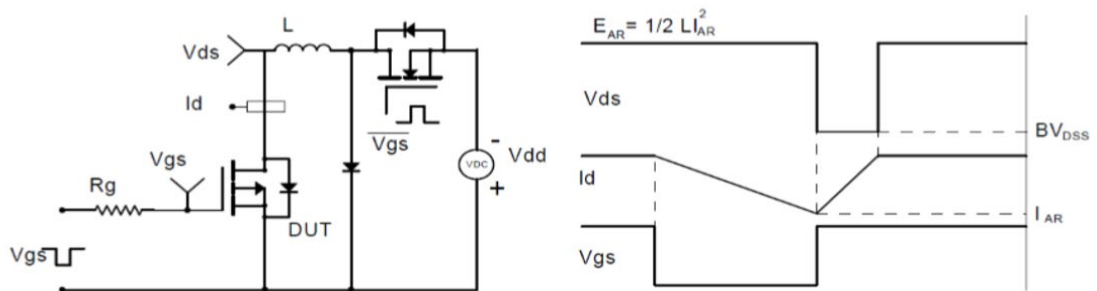 L
Vds
Id
Vgs
Vgs
-
VDC
Vdd
+
Rg
DUT
Vgs
E_AR = 1/2 LI²_AR
Vds
BV_DSS
Id
I_AR
Vgs